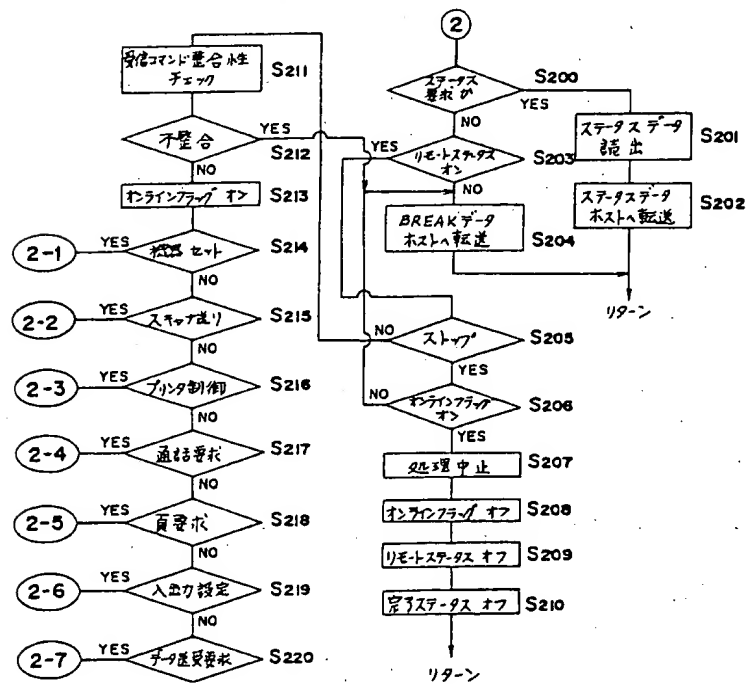 2
ステータス
要求か
S200
YES
NO
ステータスデータ
読出
S201
ステータスデータ
ホストへ転送
S202
リターン
YES
リモートステータス
オン
S203
NO
BREAKデータ
ホストへ転送
S204
NO
ストップ
S205
YES
NO
オンラインフラッグ
オン
S206
YES
処理中止
S207
オンラインフラッグ オフ
S208
リモートステータス オフ
S209
完了ステータス オフ
S210
リターン
受信コマンド整合性
チェック
S211
不整合
YES
S212
NO
オンラインフラッグ オン
S213
2-1
YES
セット
S214
NO
2-2
YES
スキャナ送り
S215
NO
2-3
YES
プリンタ制御
S216
NO
2-4
YES
通話要求
S217
NO
2-5
YES
頁要求
S218
NO
2-6
YES
入出力設定
S219
NO
2-7
YES
データ送受要求
S220